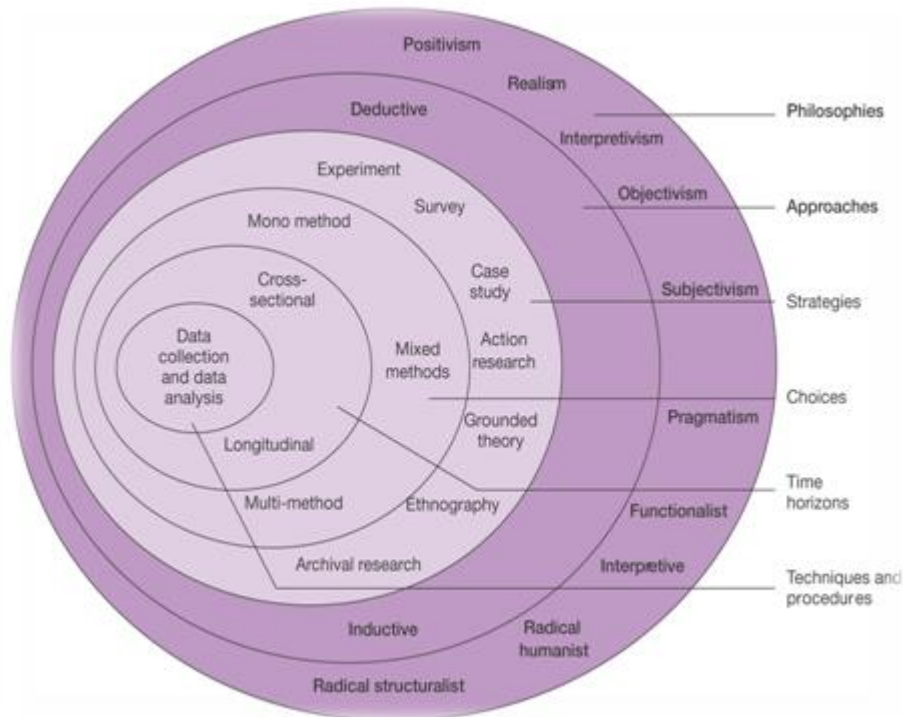 Positivism
Realism
Philosophies
Deductive
Interpretivism
Experiment
Objectivism
Survey
Approaches
Mono method
Cross-
sectional
Case
study
Subjectivism
Strategies
Data
collection
and data
analysis
Mixed
methods
Action
research
Choices
Grounded
theory
Pragmatism
Longitudinal
Time
horizons
Multi-method
Ethnography
Functionalist
Archival research
Interpretive
Techniques and
procedures
Inductive
Radical
humanist
Radical structuralist